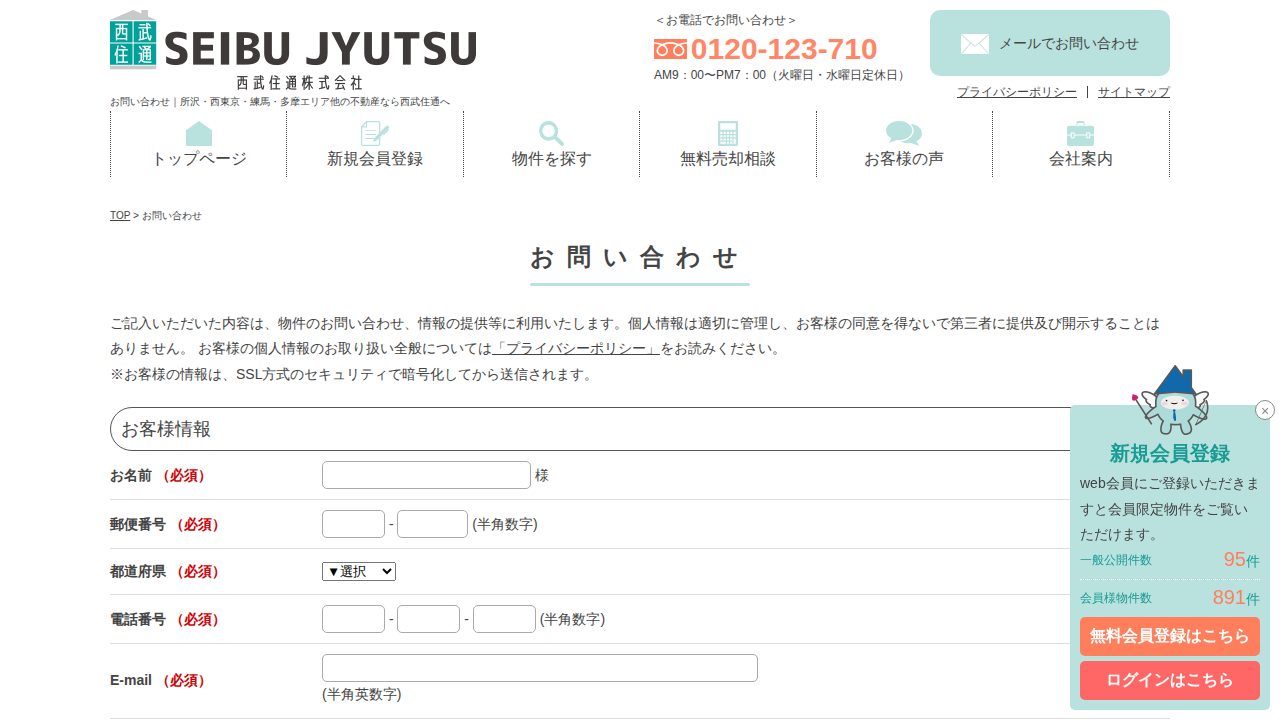 西武住通
SEIBU JYUTSU
西武住通株式会社
お問い合わせ｜所沢・西東京・練馬・多摩エリア他の不動産なら西武住通へ
＜お電話でお問い合わせ＞
0120-123-710
AM9：00〜PM7：00（火曜日・水曜日定休日）
メールでお問い合わせ
プライバシーポリシー
サイトマップ
トップページ
新規会員登録
物件を探す
無料売却相談
お客様の声
会社案内
TOP > お問い合わせ
お問い合わせ
ご記入いただいた内容は、物件のお問い合わせ、情報の提供等に利用いたします。個人情報は適切に管理し、お客様の同意を得ないで第三者に提供及び開示することは
ありません。 お客様の個人情報のお取り扱い全般については「プライバシーポリシー」をお読みください。
※お客様の情報は、SSL方式のセキュリティで暗号化してから送信されます。
お客様情報
お名前 （必須） 様
郵便番号 （必須） - (半角数字)
都道府県 （必須） ▼選択
電話番号 （必須） - - (半角数字)
E-mail （必須）
(半角英数字)
×
新規会員登録
web会員にご登録いただきま
すと会員限定物件をご覧い
ただけます。
一般公開件数 95件
会員様物件数 891件
無料会員登録はこちら
ログインはこちら